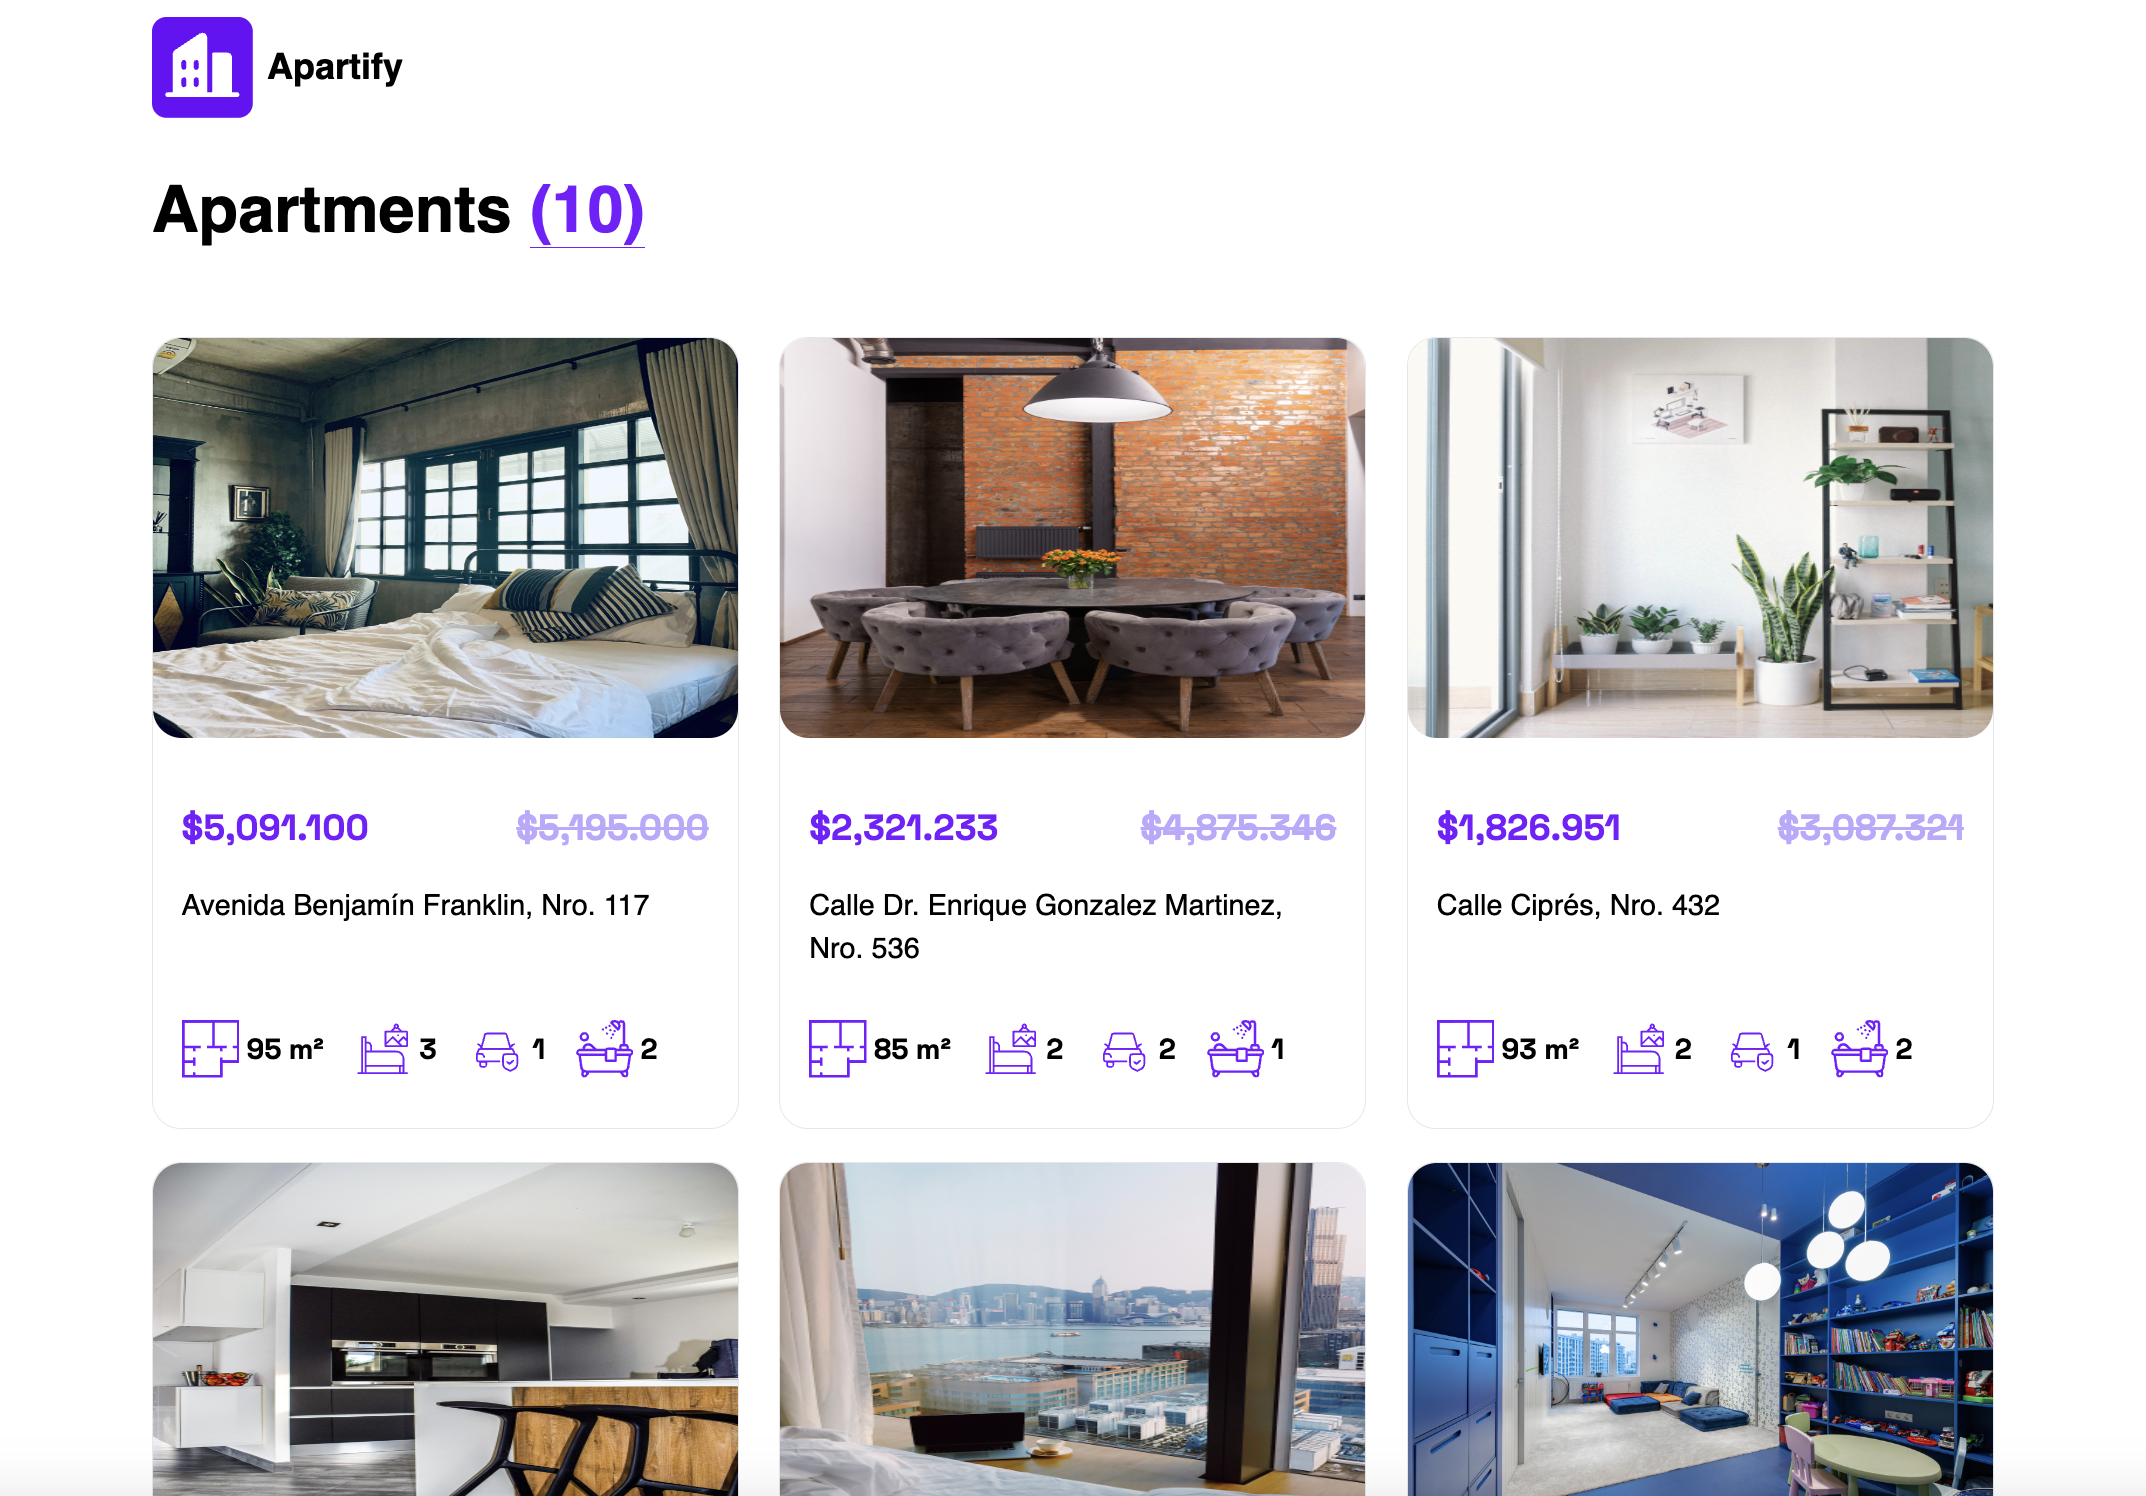 Apartify
Apartments (10)
$5,091.100 $5,195.000
Avenida Benjamín Franklin, Nro. 117
95 m² 3 1 2
$2,321.233 $4,875.346
Calle Dr. Enrique Gonzalez Martinez,
Nro. 536
85 m² 2 2 1
$1,826.951 $3,087.321
Calle Ciprés, Nro. 432
93 m² 2 1 2